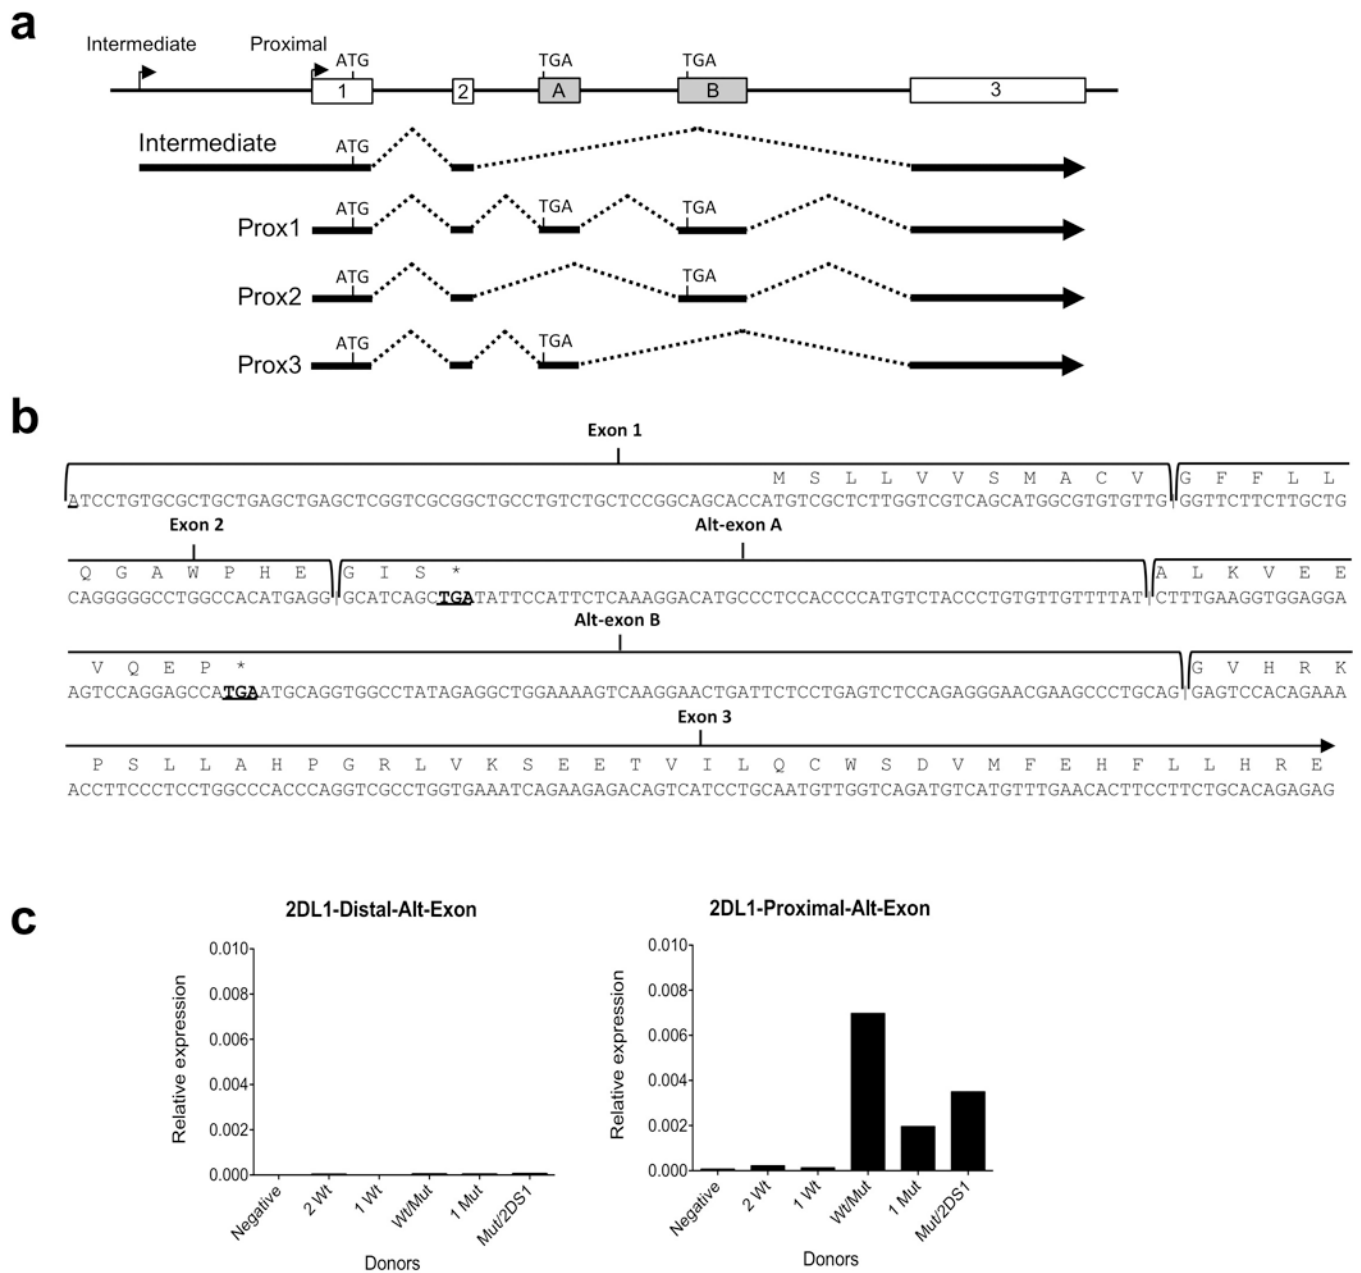 a
Intermediate
Proximal
ATG TGA TGA
1 2 A B 3
Intermediate ATG
Prox1 ATG TGA TGA
Prox2 ATG TGA
Prox3 ATG TGA
b
Exon 1
M S L L V V S M A C V G F F L L
ATCCTGTGCGCTGCTGAGCTGAGCTCGGTCGCGGCTGCCTGTCTGCTCCGGCAGCACCATGTCGCTCTTGGTCGTCAGCATGGCGTGTGTTG GGTTCTTCTTGCTG
Exon 2 Alt-exon A
Q G A W P H E G I S * A L K V E E
CAGGGGGCCTGGCCACATGAGG GCATCAGCTGATATTCCATTCTCAAAGGACATGCCCTCCACCCCATGTCTACCCTGTGTTGTTTTAT CTTTGAAGGTGGAGGA
Alt-exon B
V Q E P * G V H R K
AGTCCAGGAGCCATGAATGCAGGTGGCCTATAGAGGCTGGAAAAGTCAAGGAACTGATTCTCCTGAGTCTCCAGAGGGAACGAAGCCCTGCAG GAGTCCACAGAAA
Exon 3
P S L L A H P G R L V K S E E T V I L Q C W S D V M F E H F L L H R E
ACCTTCCCTCCTGGCCCACCCAGGTCGCCTGGTGAAATCAGAAGAGACAGTCATCCTGCAATGTTGGTCAGATGTCATGTTTGAACACTTCCTTCTGCACAGAGAG
c
2DL1-Distal-Alt-Exon
Relative expression
0.010
0.008
0.006
0.004
0.002
0.000
Negative
2 Wt
1 Wt
Wt/Mut
1 Mut
Mut/2DS1
Donors
2DL1-Proximal-Alt-Exon
Relative expression
0.010
0.008
0.006
0.004
0.002
0.000
Negative
2 Wt
1 Wt
Wt/Mut
1 Mut
Mut/2DS1
Donors